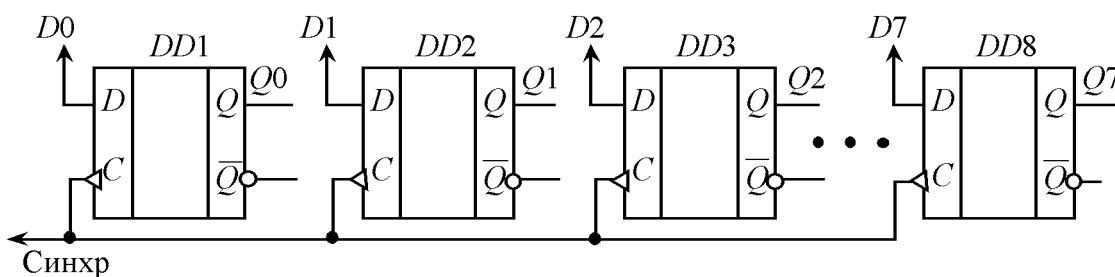 D0 D1 D2 D7
DD1 DD2 DD3 DD8
Q0 Q1 Q2 Q7
D Q D Q D Q D Q
C Q̅ C Q̅ C Q̅ C Q̅
Синхр